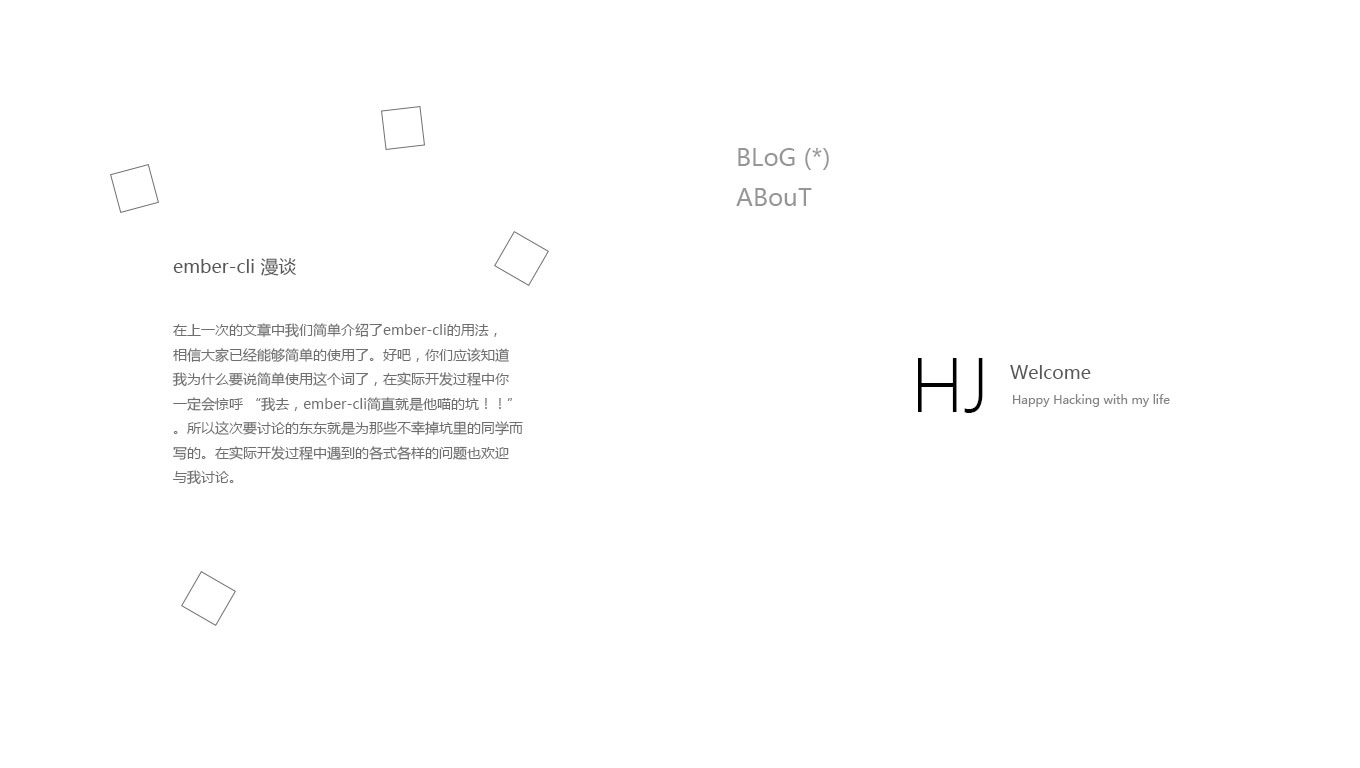 ember-cli 漫谈
在上一次的文章中我们简单介绍了ember-cli的用法，
相信大家已经能够简单的使用了。好吧，你们应该知道
我为什么要说简单使用这个词了，在实际开发过程中你
一定会惊呼 “我去，ember-cli简直就是他喵的坑！！”
。所以这次要讨论的东东就是为那些不幸掉坑里的同学而
写的。在实际开发过程中遇到的各式各样的问题也欢迎
与我讨论。
BLoG (*)
ABouT
HJ
Welcome
Happy Hacking with my life